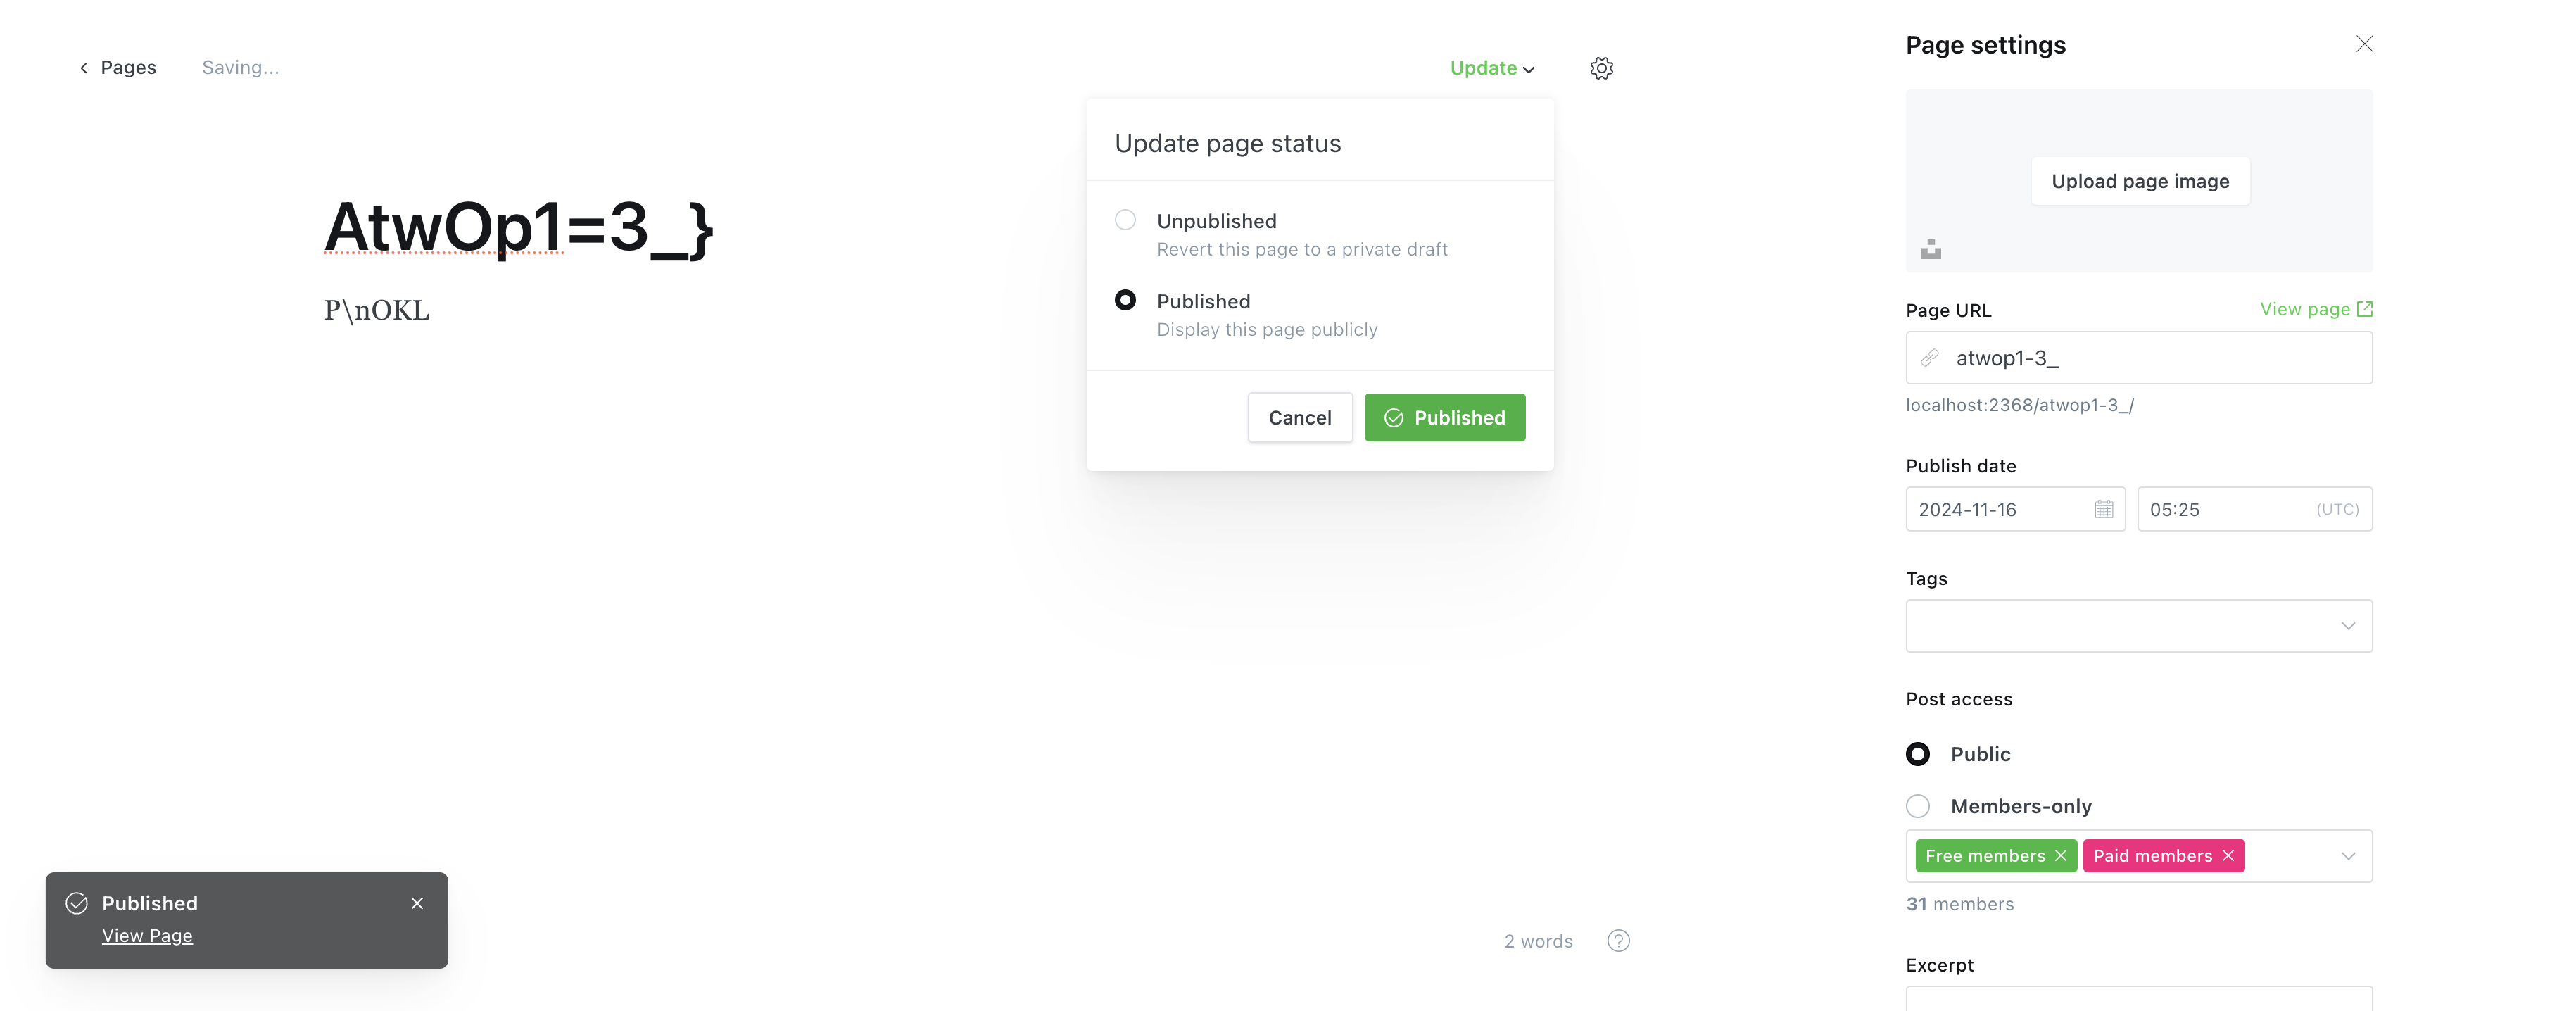 Pages
Saving...
Update
AtwOp1=3_}
P\nOKL
Update page status
Unpublished
Revert this page to a private draft
Published
Display this page publicly
Cancel
Published
Published
View Page
2 words
?
Page settings
Upload page image
Page URL
View page
atwop1-3_
localhost:2368/atwop1-3_/
Publish date
2024-11-16
05:25 (UTC)
Tags
Post access
Public
Members-only
Free members
Paid members
31 members
Excerpt